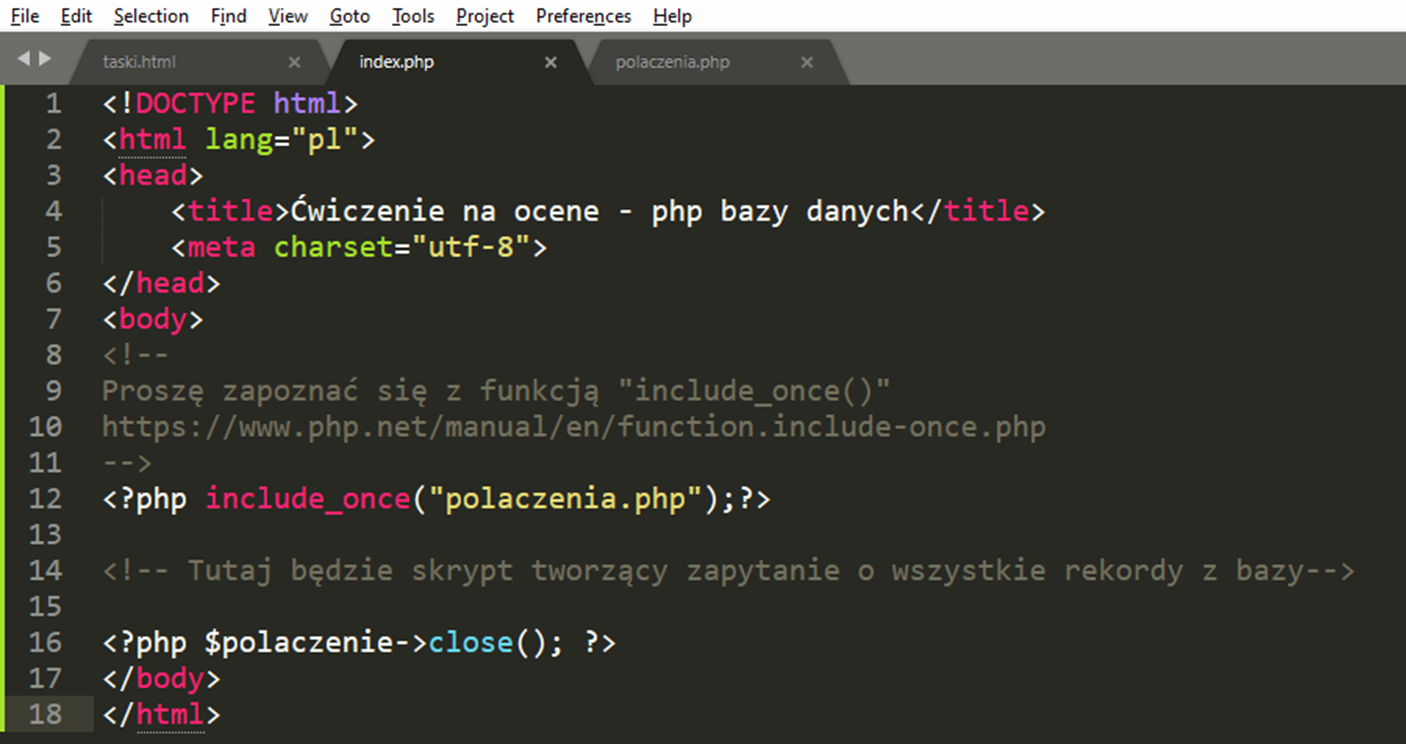 File Edit Selection Find View Goto Tools Project Preferences Help
taski.html × index.php × polaczenia.php ×
1 <!DOCTYPE html>
2 <html lang="pl">
3 <head>
4 <title>Ćwiczenie na ocene - php bazy danych</title>
5 <meta charset="utf-8">
6 </head>
7 <body>
8 <!--
9 Proszę zapoznać się z funkcją "include_once()"
10 https://www.php.net/manual/en/function.include-once.php
11 -->
12 <?php include_once("polaczenia.php");?>
13
14 <!-- Tutaj będzie skrypt tworzący zapytanie o wszystkie rekordy z bazy-->
15
16 <?php $polaczenie->close(); ?>
17 </body>
18 </html>